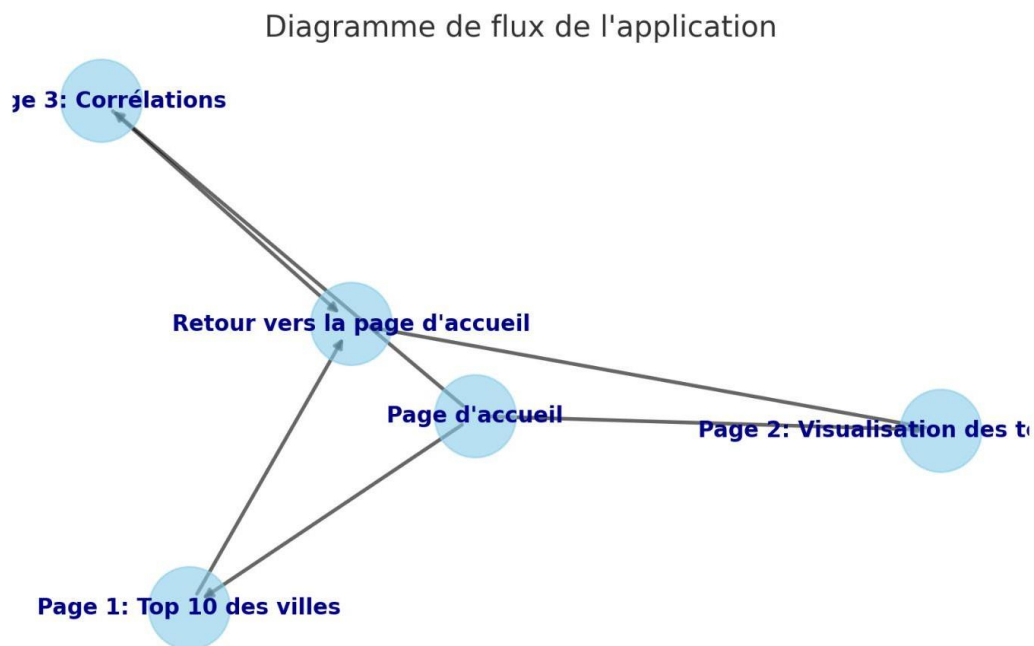 Diagramme de flux de l'application
ge 3: Corrélations
Retour vers la page d'accueil
Page d'accueil
Page 2: Visualisation des t
Page 1: Top 10 des villes